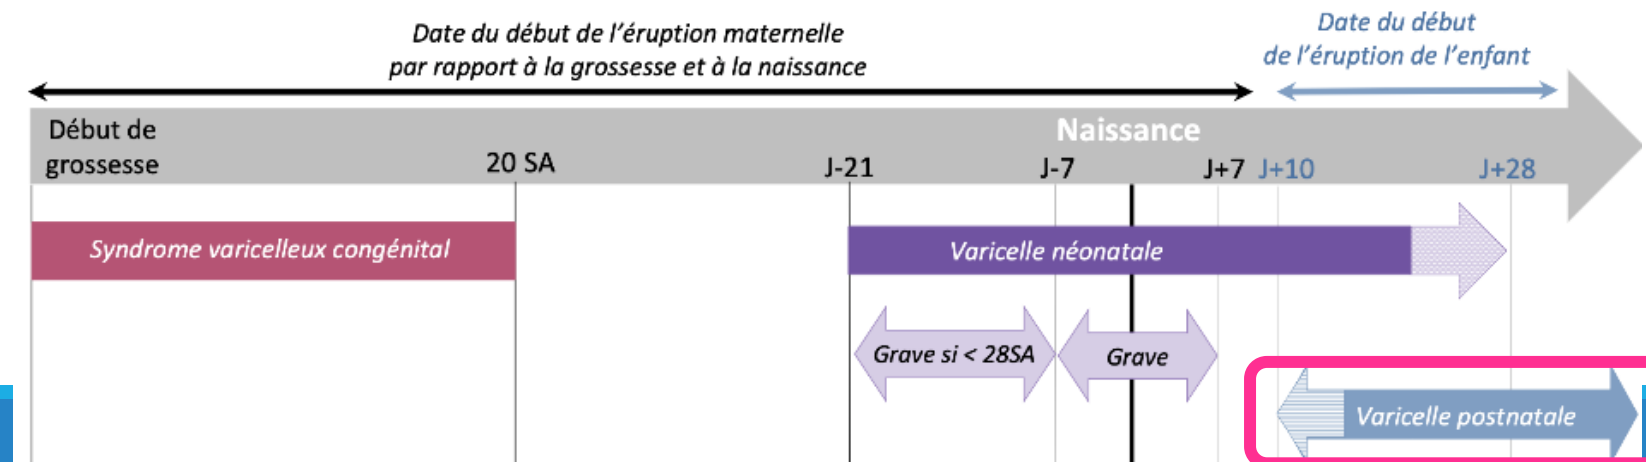 Date du début de l'éruption maternelle
par rapport à la grossesse et à la naissance
Date du début
de l'éruption de l'enfant
Début de
grossesse
20 SA
J-21
Naissance
J-7
J+7
J+10
J+28
Syndrome varicelleux congénital
Varicelle néonatale
Grave si < 28SA
Grave
Varicelle postnatale